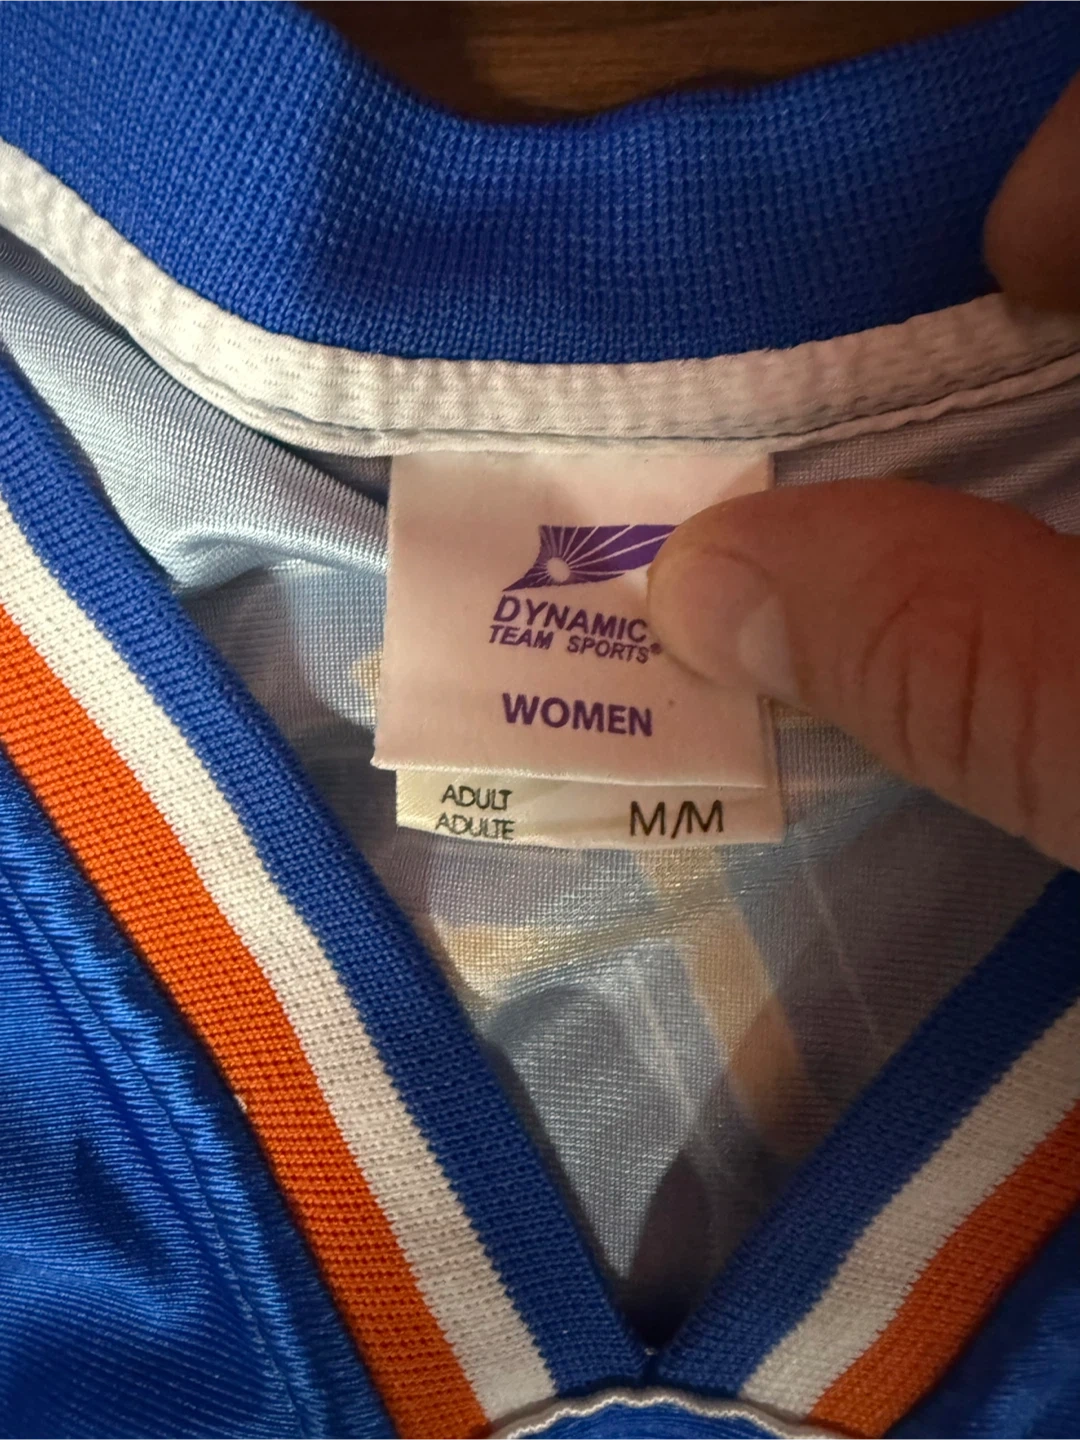 DYNAMIC
TEAM SPORTS®
WOMEN
ADULT
ADULTE M/M